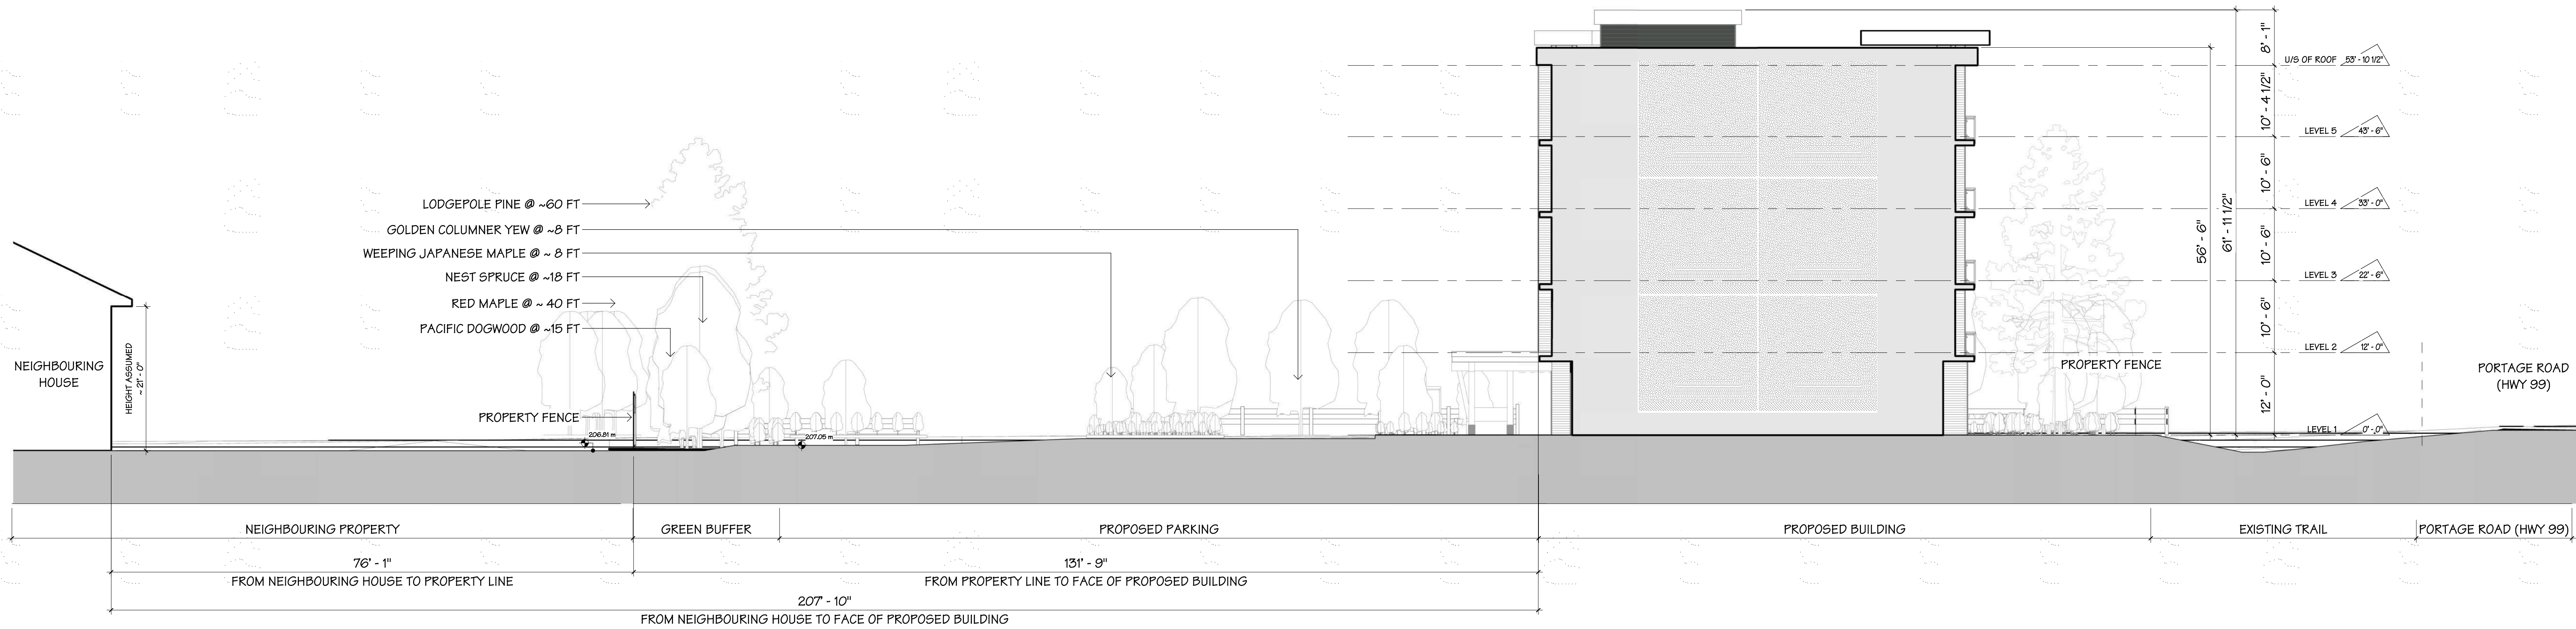 8' - 1"
U/S OF ROOF 53' - 10 1/2"
10' - 4 1/2"
LEVEL 5 43' - 6"
10' - 6"
LEVEL 4 33' - 0"
56' - 6"
61' - 11 1/2"
10' - 6"
LEVEL 3 22' - 6"
10' - 6"
LEVEL 2 12' - 0"
12' - 0"
LEVEL 1 0' - 0"
LODGEPOLE PINE @ ~60 FT
GOLDEN COLUMNER YEW @ ~8 FT
WEEPING JAPANESE MAPLE @ ~ 8 FT
NEST SPRUCE @ ~18 FT
RED MAPLE @ ~ 40 FT
PACIFIC DOGWOOD @ ~15 FT
PROPERTY FENCE
NEIGHBOURING
HOUSE
HEIGHT ASSUMED
~ 21' - 0"
206.81 m
207.05 m
PROPERTY FENCE
PORTAGE ROAD
(HWY 99)
NEIGHBOURING PROPERTY
GREEN BUFFER
PROPOSED PARKING
PROPOSED BUILDING
EXISTING TRAIL
PORTAGE ROAD (HWY 99)
76' - 1"
FROM NEIGHBOURING HOUSE TO PROPERTY LINE
131' - 9"
FROM PROPERTY LINE TO FACE OF PROPOSED BUILDING
207' - 10"
FROM NEIGHBOURING HOUSE TO FACE OF PROPOSED BUILDING